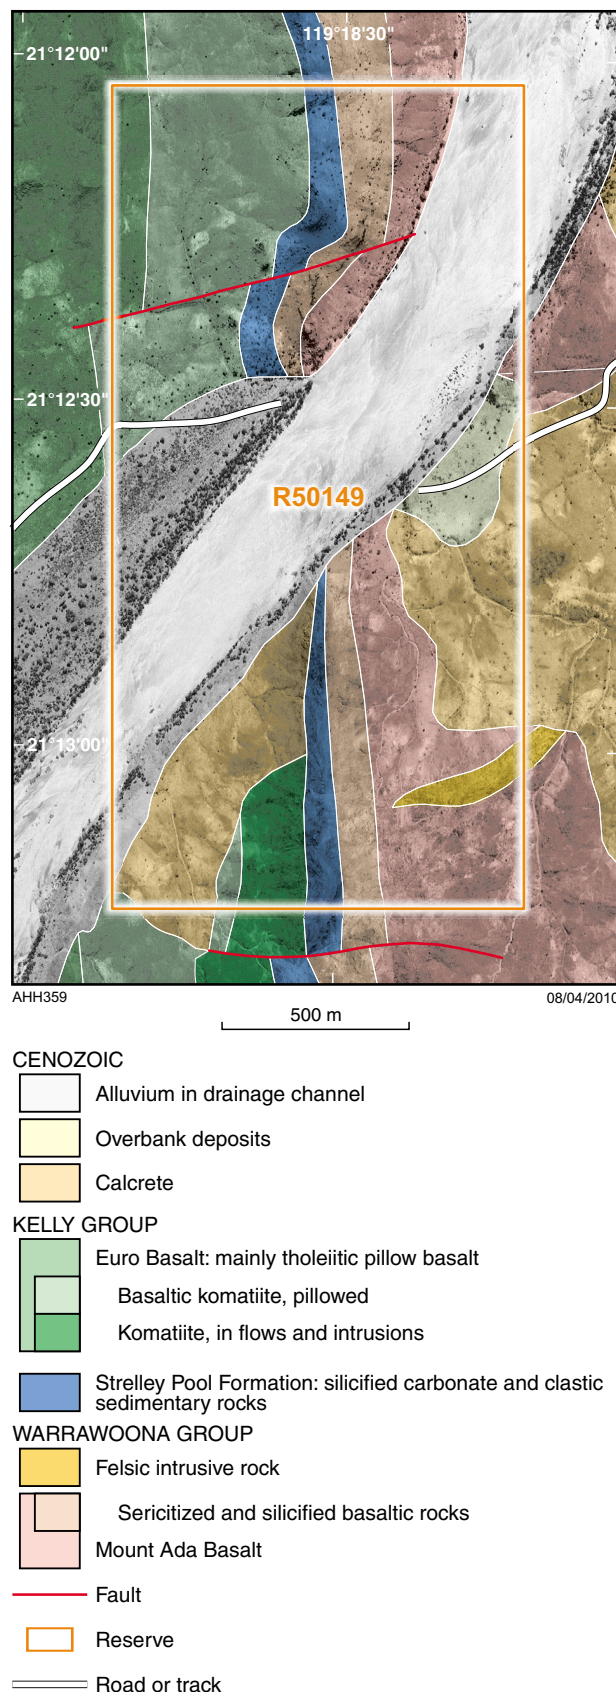 119°18'30"
21°12'00"
21°12'30"
R50149
21°13'00"
AHH359
08/04/2010
500 m
CENOZOIC
Alluvium in drainage channel
Overbank deposits
Calcrete
KELLY GROUP
Euro Basalt: mainly tholeiitic pillow basalt
Basaltic komatiite, pillowed
Komatiite, in flows and intrusions
Strelley Pool Formation: silicified carbonate and clastic
sedimentary rocks
WARRAWOONA GROUP
Felsic intrusive rock
Sericitized and silicified basaltic rocks
Mount Ada Basalt
Fault
Reserve
Road or track